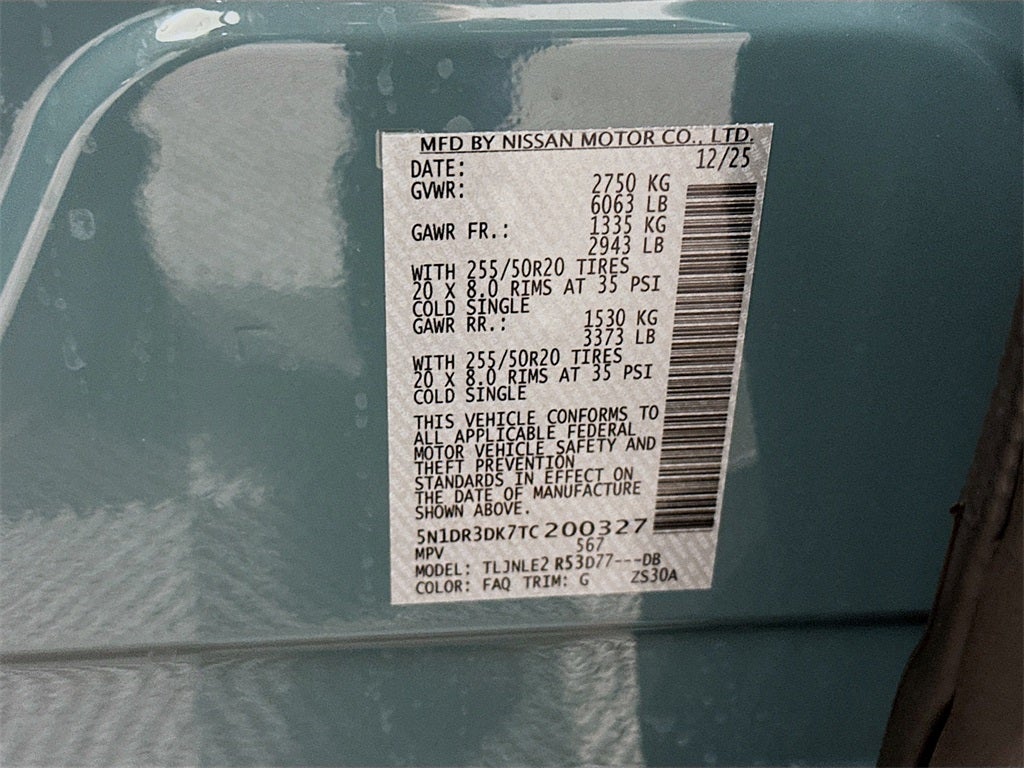 MFD BY NISSAN MOTOR CO., LTD.
DATE: 12/25
GVWR: 2750 KG
6063 LB
GAWR FR.: 1335 KG
2943 LB
WITH 255/50R20 TIRES
20 X 8.0 RIMS AT 35 PSI
COLD SINGLE
GAWR RR.: 1530 KG
3373 LB
WITH 255/50R20 TIRES
20 X 8.0 RIMS AT 35 PSI
COLD SINGLE
THIS VEHICLE CONFORMS TO
ALL APPLICABLE FEDERAL
MOTOR VEHICLE SAFETY AND
THEFT PREVENTION
STANDARDS IN EFFECT ON
THE DATE OF MANUFACTURE
SHOWN ABOVE.
5N1DR3DK7TC200327
MPV 567
MODEL: TLJNLE2 R53D77---DB
COLOR: FAQ TRIM: G ZS30A